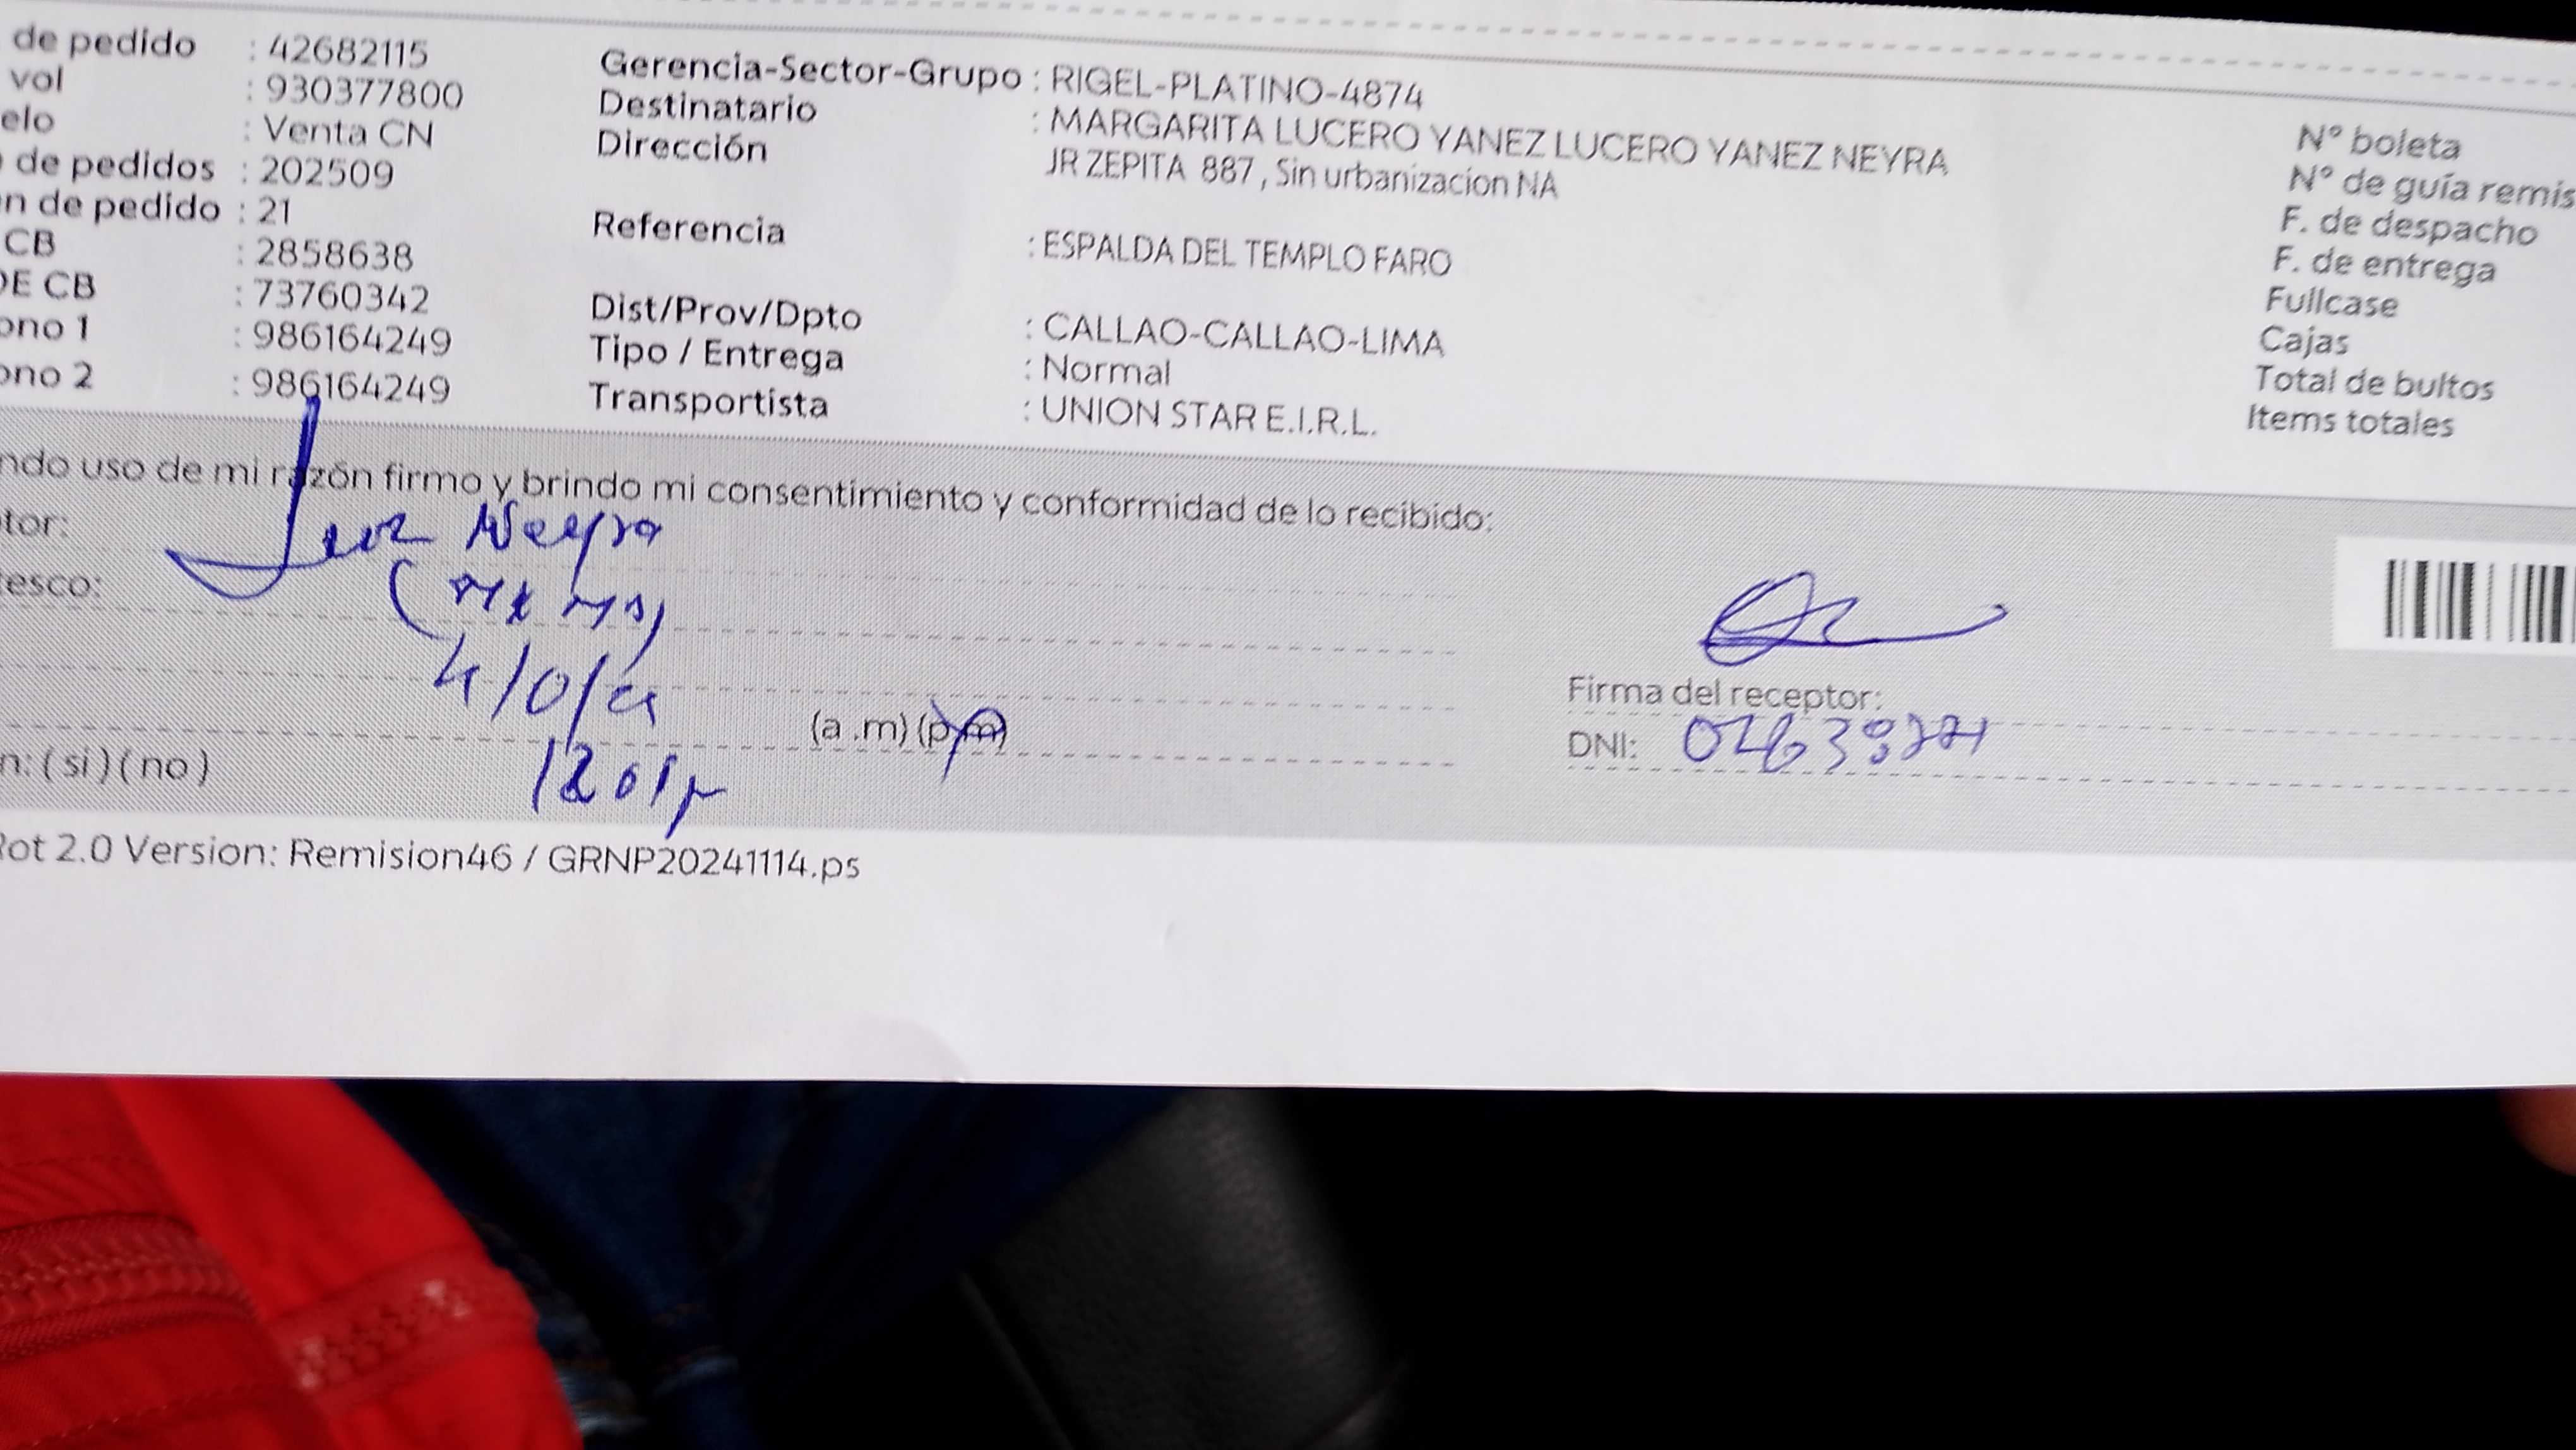 de pedido : 42682115
vol : 930377800
elo : Venta CN
de pedidos : 202509
n de pedido : 21
CB : 2858638
DE CB : 73760342
ono 1 : 986164249
ono 2 : 986164249
Gerencia-Sector-Grupo : RIGEL-PLATINO-4874
Destinatario : MARGARITA LUCERO YANEZ LUCERO YANEZ NEYRA
Dirección JR ZEPITA 887 , Sin urbanizacion NA
Referencia : ESPALDA DEL TEMPLO FARO
Dist/Prov/Dpto : CALLAO-CALLAO-LIMA
Tipo / Entrega : Normal
Transportista : UNION STAR E.I.R.L.
N° boleta
N° de guía remis
F. de despacho
F. de entrega
Fullcase
Cajas
Total de bultos
Items totales
ndo uso de mi razón firmo y brindo mi consentimiento y conformidad de lo recibido:
tor: Luz Neyra
esco:
(a .m) (p.m)
n: ( si ) ( no )
Firma del receptor:
DNI:
Rot 2.0 Version: Remision46 / GRNP20241114.ps